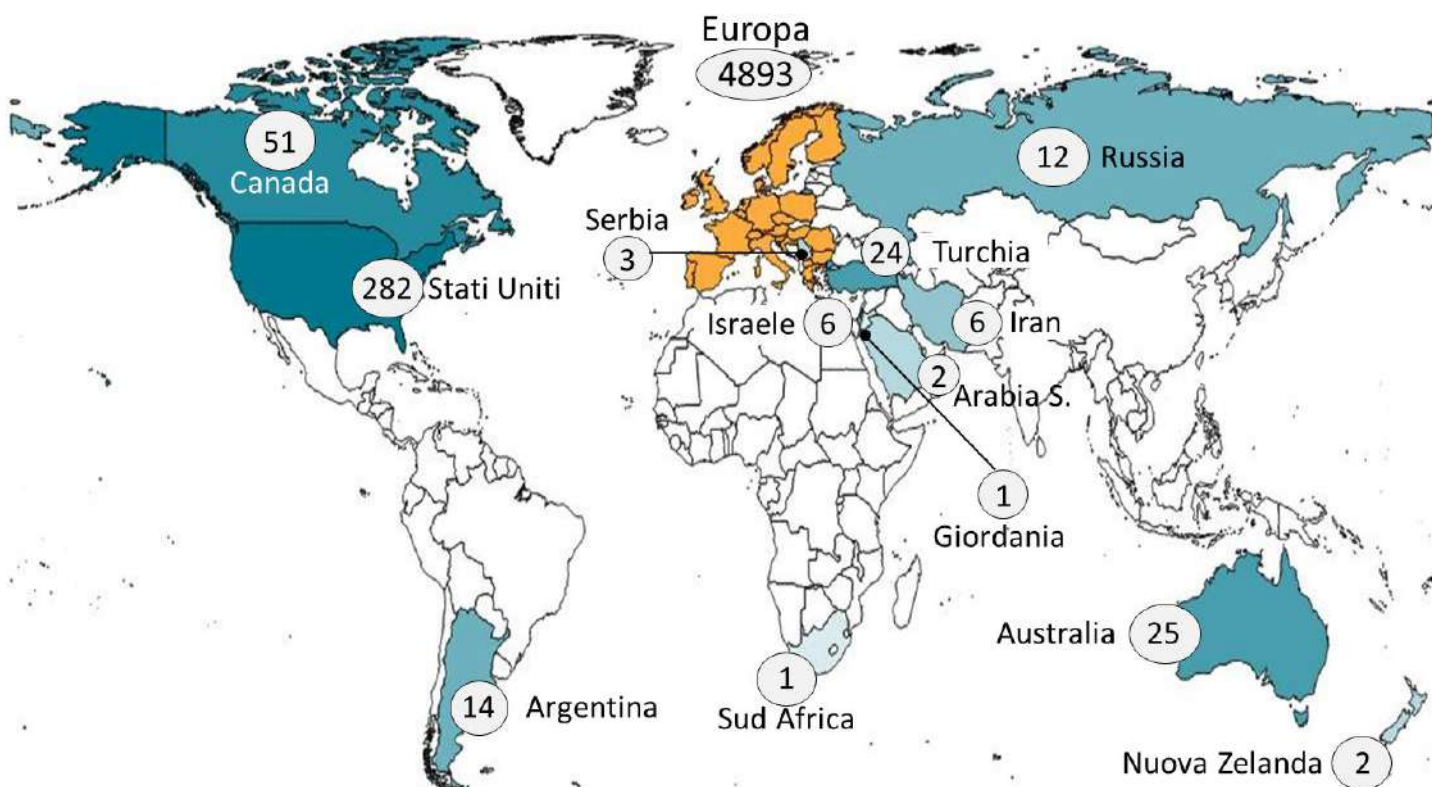 Europa
4893
51
Canada
12 Russia
Serbia
3
24 Turchia
282 Stati Uniti
Israele 6
6 Iran
2
Arabia S.
1
Giordania
Australia 25
1
Sud Africa
14 Argentina
Nuova Zelanda 2